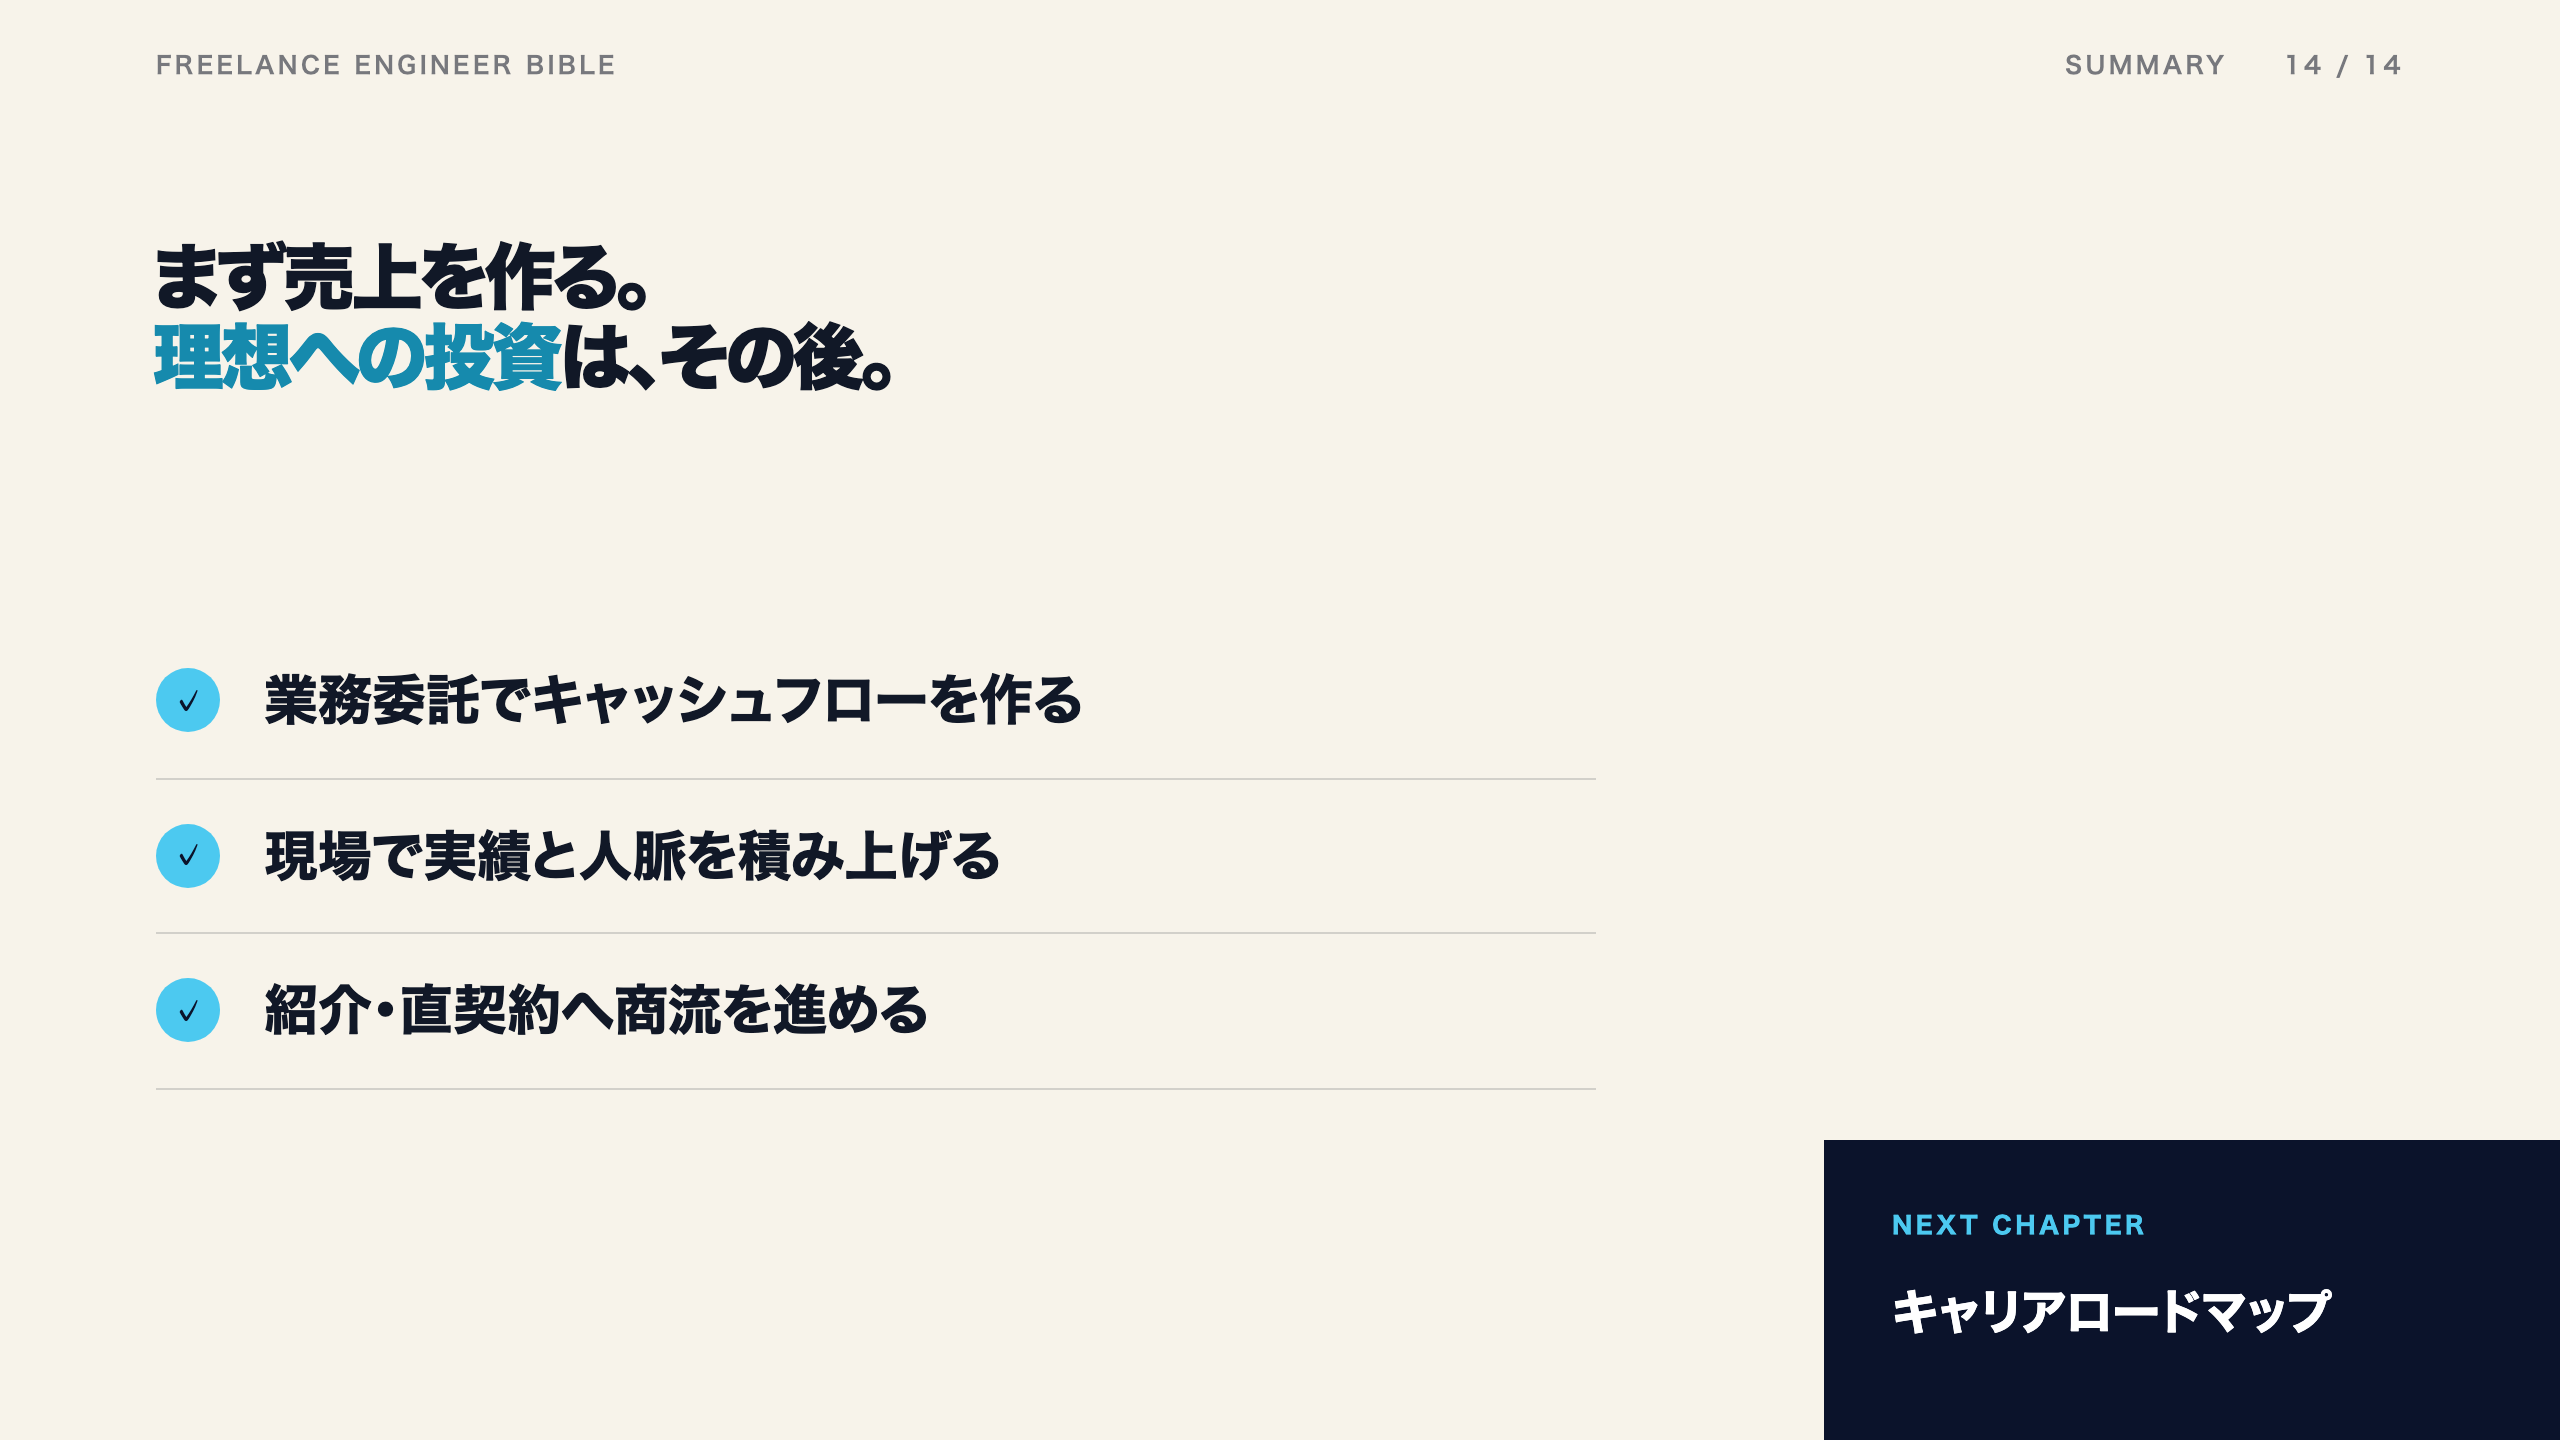 FREELANCE ENGINEER BIBLE
SUMMARY 14 / 14
まず売上を作る。
理想への投資は、その後。
✓ 業務委託でキャッシュフローを作る
✓ 現場で実績と人脈を積み上げる
✓ 紹介・直契約へ商流を進める
NEXT CHAPTER
キャリアロードマップ